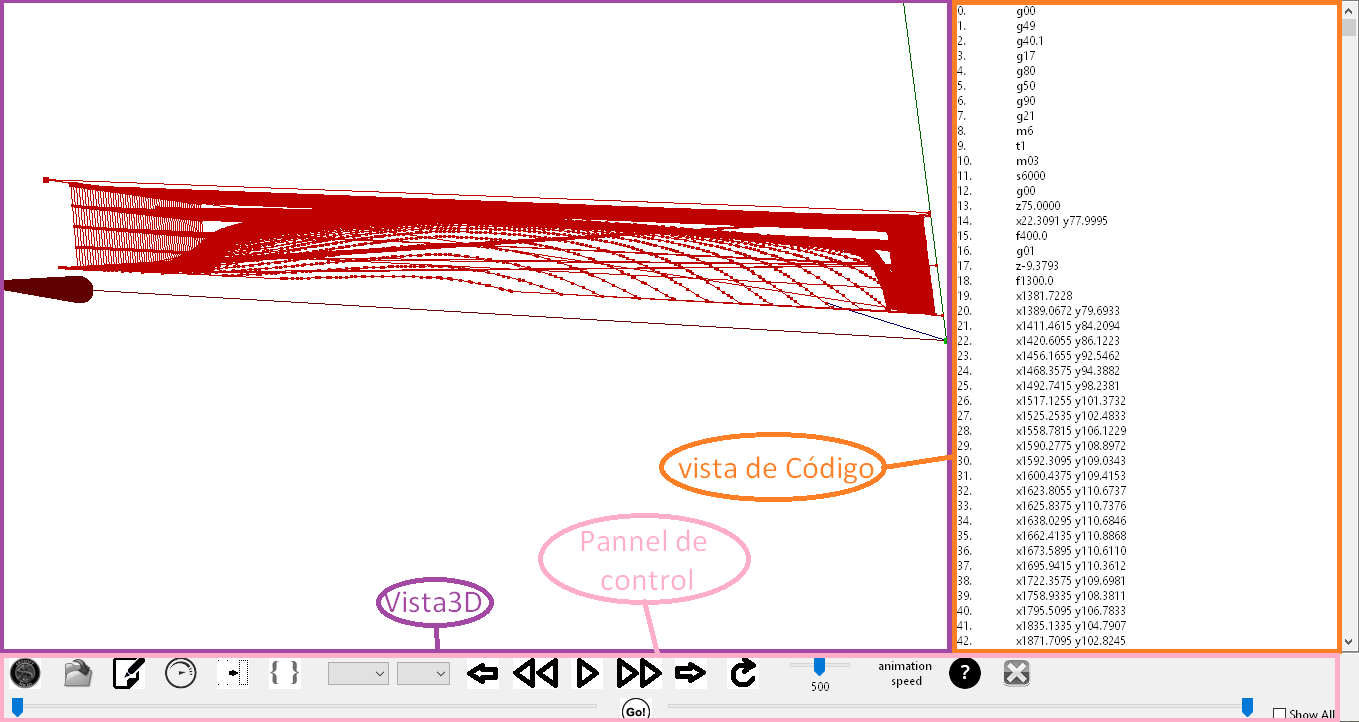 0. g00
1. g49
2. g40.1
3. g17
4. g80
5. g50
6. g90
7. g21
8. m6
9. t1
10. m03
11. s6000
12. g00
13. z75.0000
14. x22.3091 y77.9995
15. f400.0
16. g01
17. z-9.3793
18. f1300.0
19. x1381.7228
20. x1389.0672 y79.6933
21. x1411.4615 y84.2094
22. x1420.6055 y86.1223
23. x1456.1655 y92.5462
24. x1468.3575 y94.3882
25. x1492.7415 y98.2381
26. x1517.1255 y101.3732
27. x1525.2535 y102.4833
28. x1558.7815 y106.1229
29. x1590.2775 y108.8972
30. x1592.3095 y109.0343
31. x1600.4375 y109.4153
32. x1623.8055 y110.6737
33. x1625.8375 y110.7376
34. x1638.0295 y110.6846
35. x1662.4135 y110.8868
36. x1673.5895 y110.6110
37. x1695.9415 y110.3612
38. x1722.3575 y109.6981
39. x1758.9335 y108.3811
40. x1795.5095 y106.7833
41. x1835.1335 y104.7907
42. x1871.7095 y102.8245
vista de Código
Pannel de
control
Vista3D
{ }
500
animation
speed
?
Go!
Show All